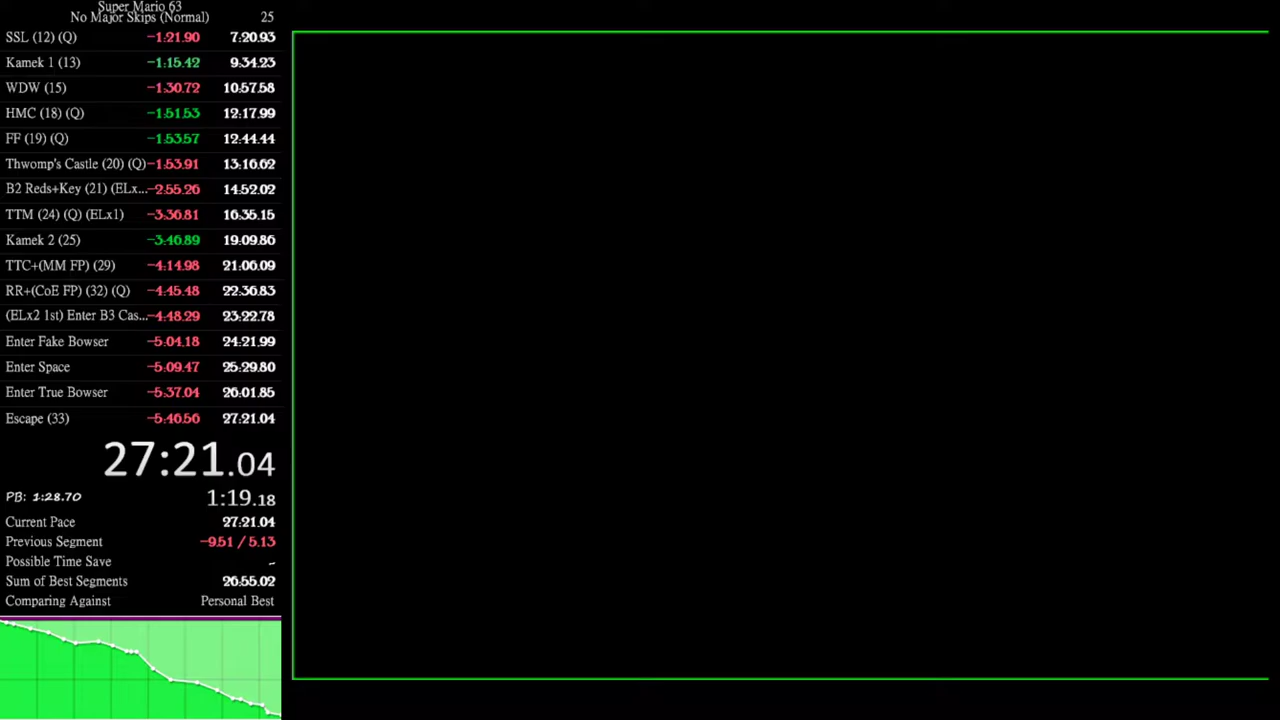 Super Mario 63
No Major Skips (Normal) 25
SSL (12) (Q) −1:21.90 7:20.93
Kamek 1 (13) −1:15.42 9:34.23
WDW (15) −1:30.72 10:57.58
HMC (18) (Q) −1:51.53 12:17.99
FF (19) (Q) −1:53.57 12:44.44
Thwomp's Castle (20) (Q) −1:53.91 13:16.62
B2 Reds+Key (21) (ELx... −2:55.26 14:52.02
TTM (24) (Q) (ELx1) −3:36.81 16:35.15
Kamek 2 (25) −3:46.89 19:09.86
TTC+(MM FP) (29) −4:14.98 21:06.09
RR+(CoE FP) (32) (Q) −4:45.48 22:36.83
(ELx2 1st) Enter B3 Cas... −4:48.29 23:22.78
Enter Fake Bowser −5:04.18 24:21.99
Enter Space −5:09.47 25:29.80
Enter True Bowser −5:37.04 26:01.85
Escape (33) −5:46.56 27:21.04
27:21.04
PB: 1:28.70 1:19.18
Current Pace 27:21.04
Previous Segment −9.51 / 5.13
Possible Time Save -
Sum of Best Segments 26:55.02
Comparing Against Personal Best